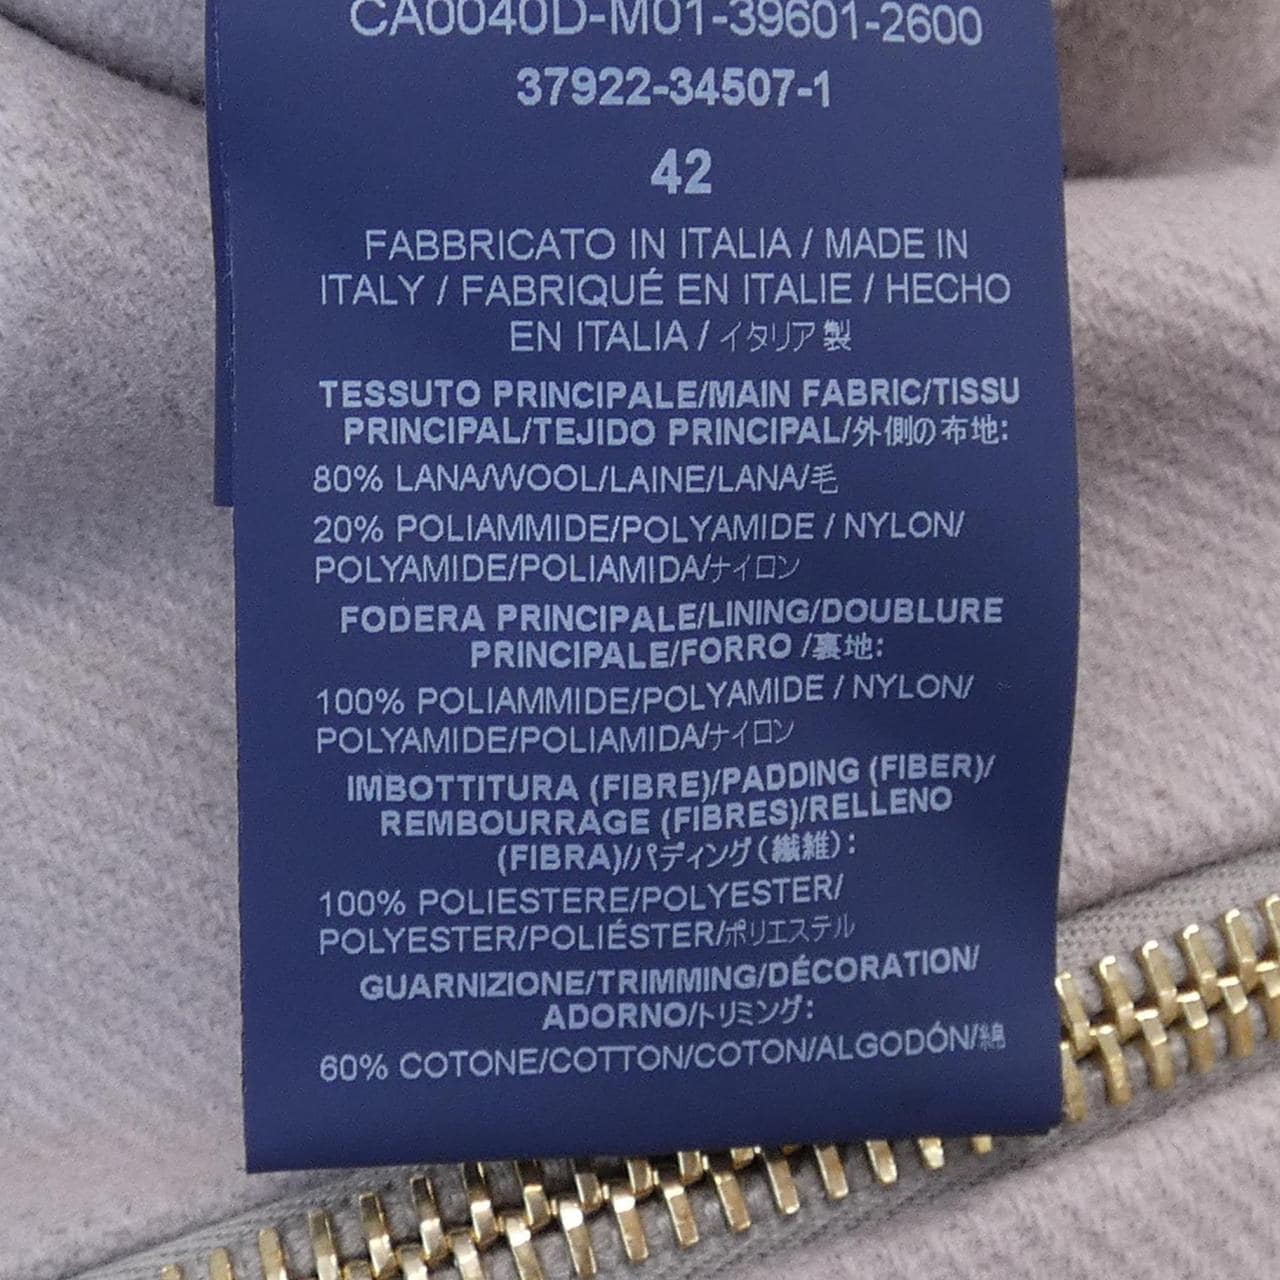 CA0040D-M01-39601-2600
37922-34507-1
42
FABBRICATO IN ITALIA / MADE IN
ITALY / FABRIQUÉ EN ITALIE / HECHO
EN ITALIA / イタリア製
TESSUTO PRINCIPALE/MAIN FABRIC/TISSU
PRINCIPAL/TEJIDO PRINCIPAL/外側の布地:
80% LANA/WOOL/LAINE/LANA/毛
20% POLIAMMIDE/POLYAMIDE / NYLON/
POLYAMIDE/POLIAMIDA/ナイロン
FODERA PRINCIPALE/LINING/DOUBLURE
PRINCIPALE/FORRO /裏地:
100% POLIAMMIDE/POLYAMIDE / NYLON/
POLYAMIDE/POLIAMIDA/ナイロン
IMBOTTITURA (FIBRE)/PADDING (FIBER)/
REMBOURRAGE (FIBRES)/RELLENO
(FIBRA)/パディング(繊維):
100% POLIESTERE/POLYESTER/
POLYESTER/POLIÉSTER/ポリエステル
GUARNIZIONE/TRIMMING/DÉCORATION/
ADORNO/トリミング:
60% COTONE/COTTON/COTON/ALGODÓN/綿